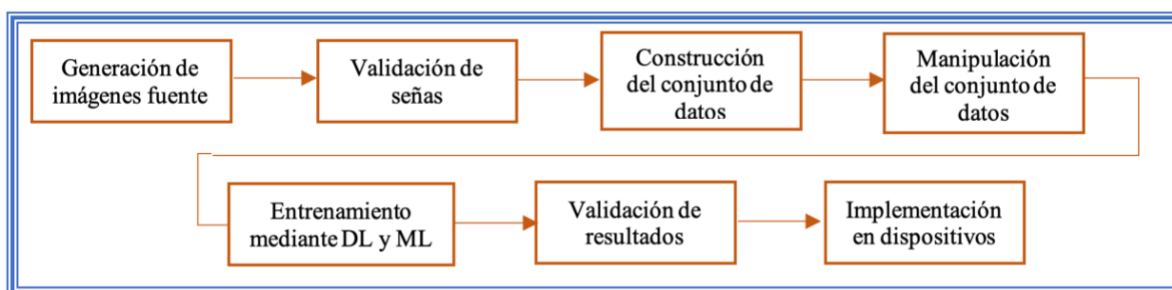 Generación de
imágenes fuente
Validación de
señas
Construcción
del conjunto de
datos
Manipulación
del conjunto de
datos
Entrenamiento
mediante DL y ML
Validación de
resultados
Implementación
en dispositivos